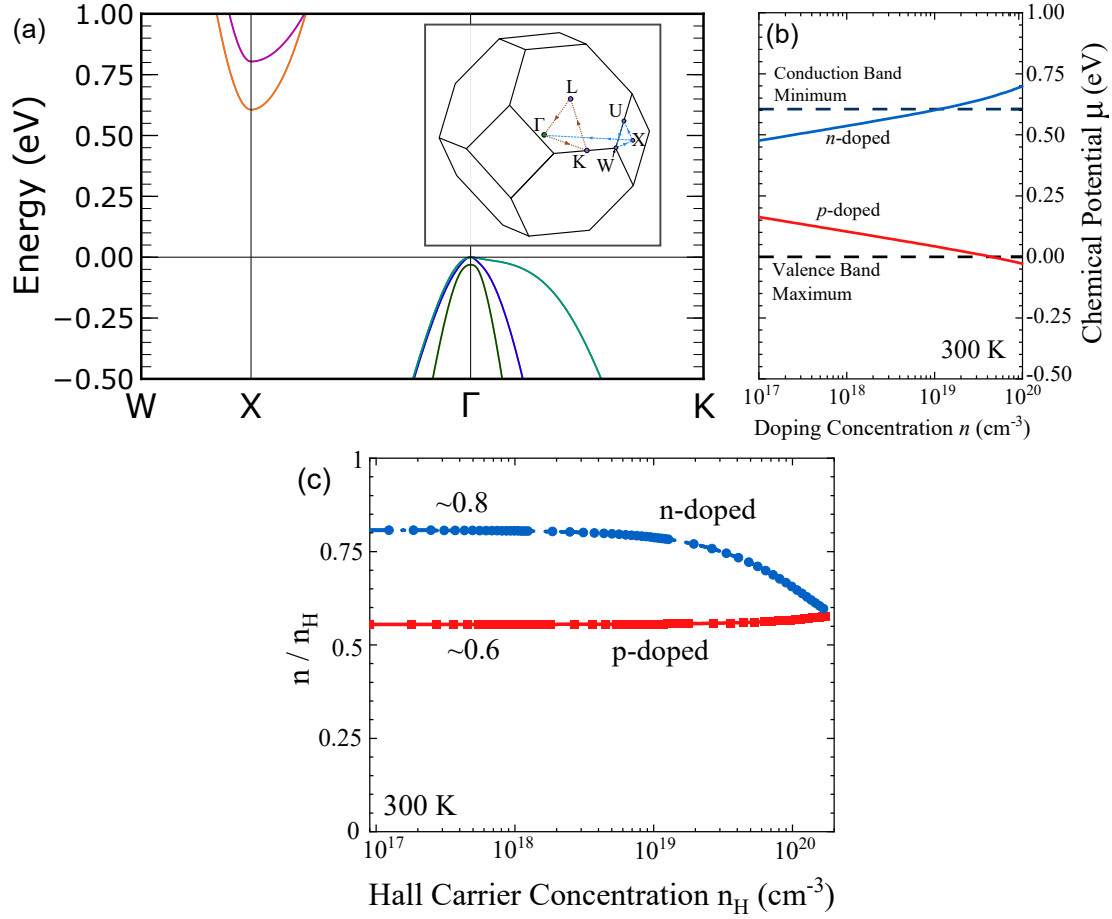 (a)
Energy (eV)
1.00
0.75
0.50
0.25
0.00
−0.25
−0.50
W
X
Γ
K
L
Γ
U
X
K
W
(b)
Conduction Band
Minimum
n-doped
p-doped
Valence Band
Maximum
300 K
1.00
0.75
0.50
0.25
0.00
-0.25
-0.50
Chemical Potential μ (eV)
10^17
10^18
10^19
10^20
Doping Concentration n (cm^-3)
(c)
n / n_H
1
0.75
0.5
0.25
0
~0.8
n-doped
~0.6
p-doped
300 K
10^17
10^18
10^19
10^20
Hall Carrier Concentration n_H (cm^-3)